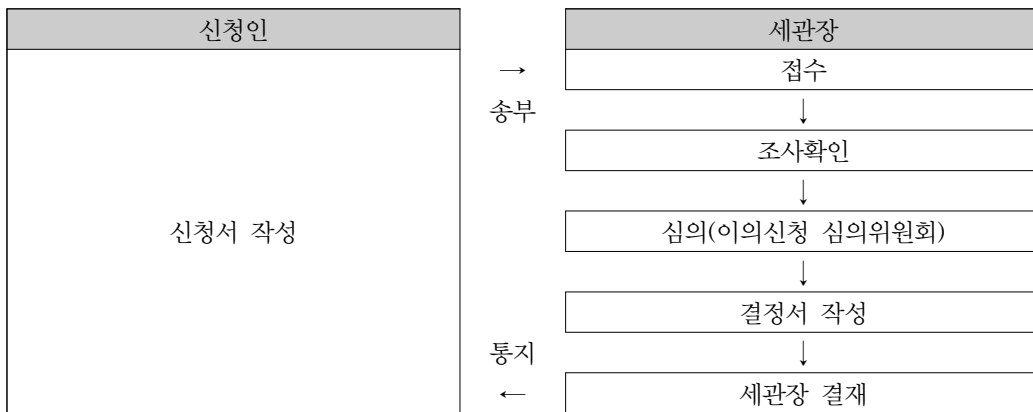 신청인
세관장
→
접수
송부
↓
조사확인
↓
신청서 작성
심의(이의신청 심의위원회)
↓
결정서 작성
통지
↓
←
세관장 결재